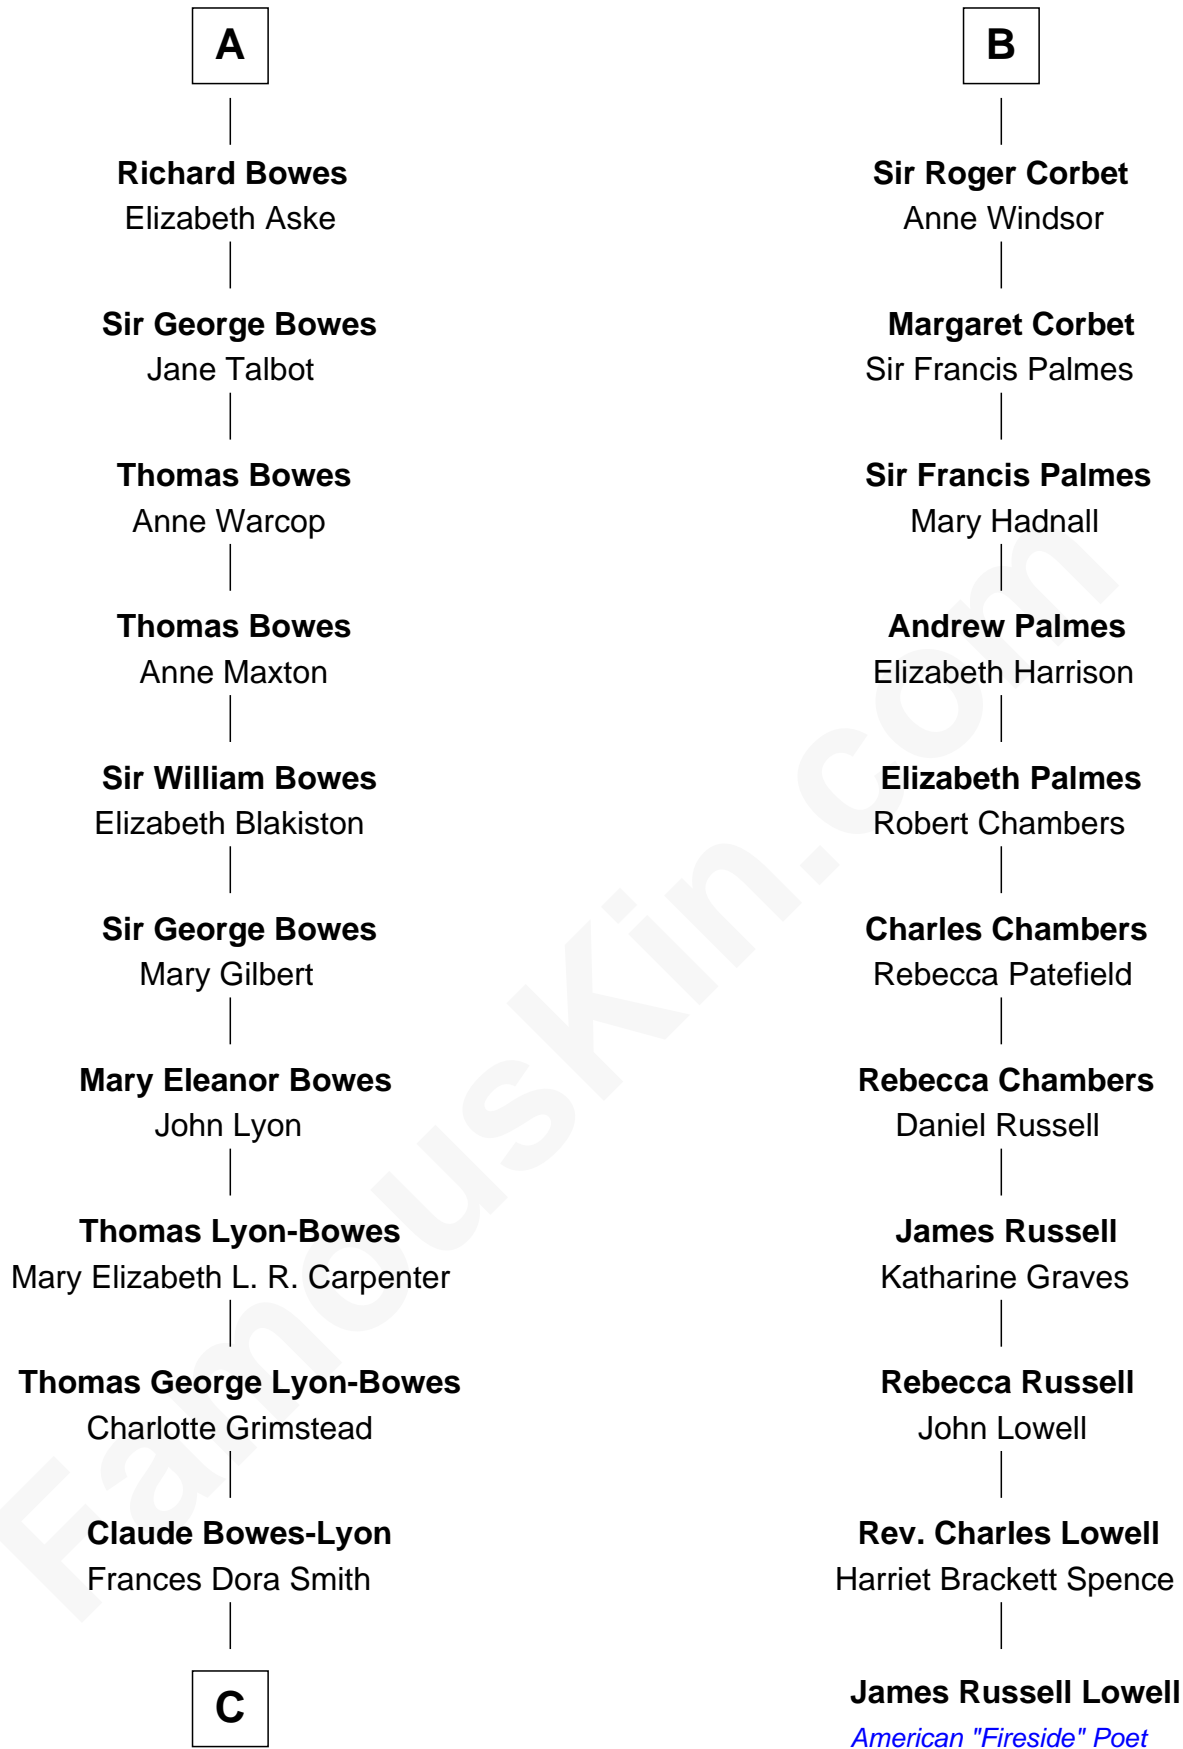 A
Richard Bowes
Elizabeth Aske
Sir George Bowes
Jane Talbot
Thomas Bowes
Anne Warcop
Thomas Bowes
Anne Maxton
Sir William Bowes
Elizabeth Blakiston
Sir George Bowes
Mary Gilbert
Mary Eleanor Bowes
John Lyon
Thomas Lyon-Bowes
Mary Elizabeth L. R. Carpenter
Thomas George Lyon-Bowes
Charlotte Grimstead
Claude Bowes-Lyon
Frances Dora Smith
C
B
Sir Roger Corbet
Anne Windsor
Margaret Corbet
Sir Francis Palmes
Sir Francis Palmes
Mary Hadnall
Andrew Palmes
Elizabeth Harrison
Elizabeth Palmes
Robert Chambers
Charles Chambers
Rebecca Patefield
Rebecca Chambers
Daniel Russell
James Russell
Katharine Graves
Rebecca Russell
John Lowell
Rev. Charles Lowell
Harriet Brackett Spence
James Russell Lowell
American "Fireside" Poet
FamousKin.com